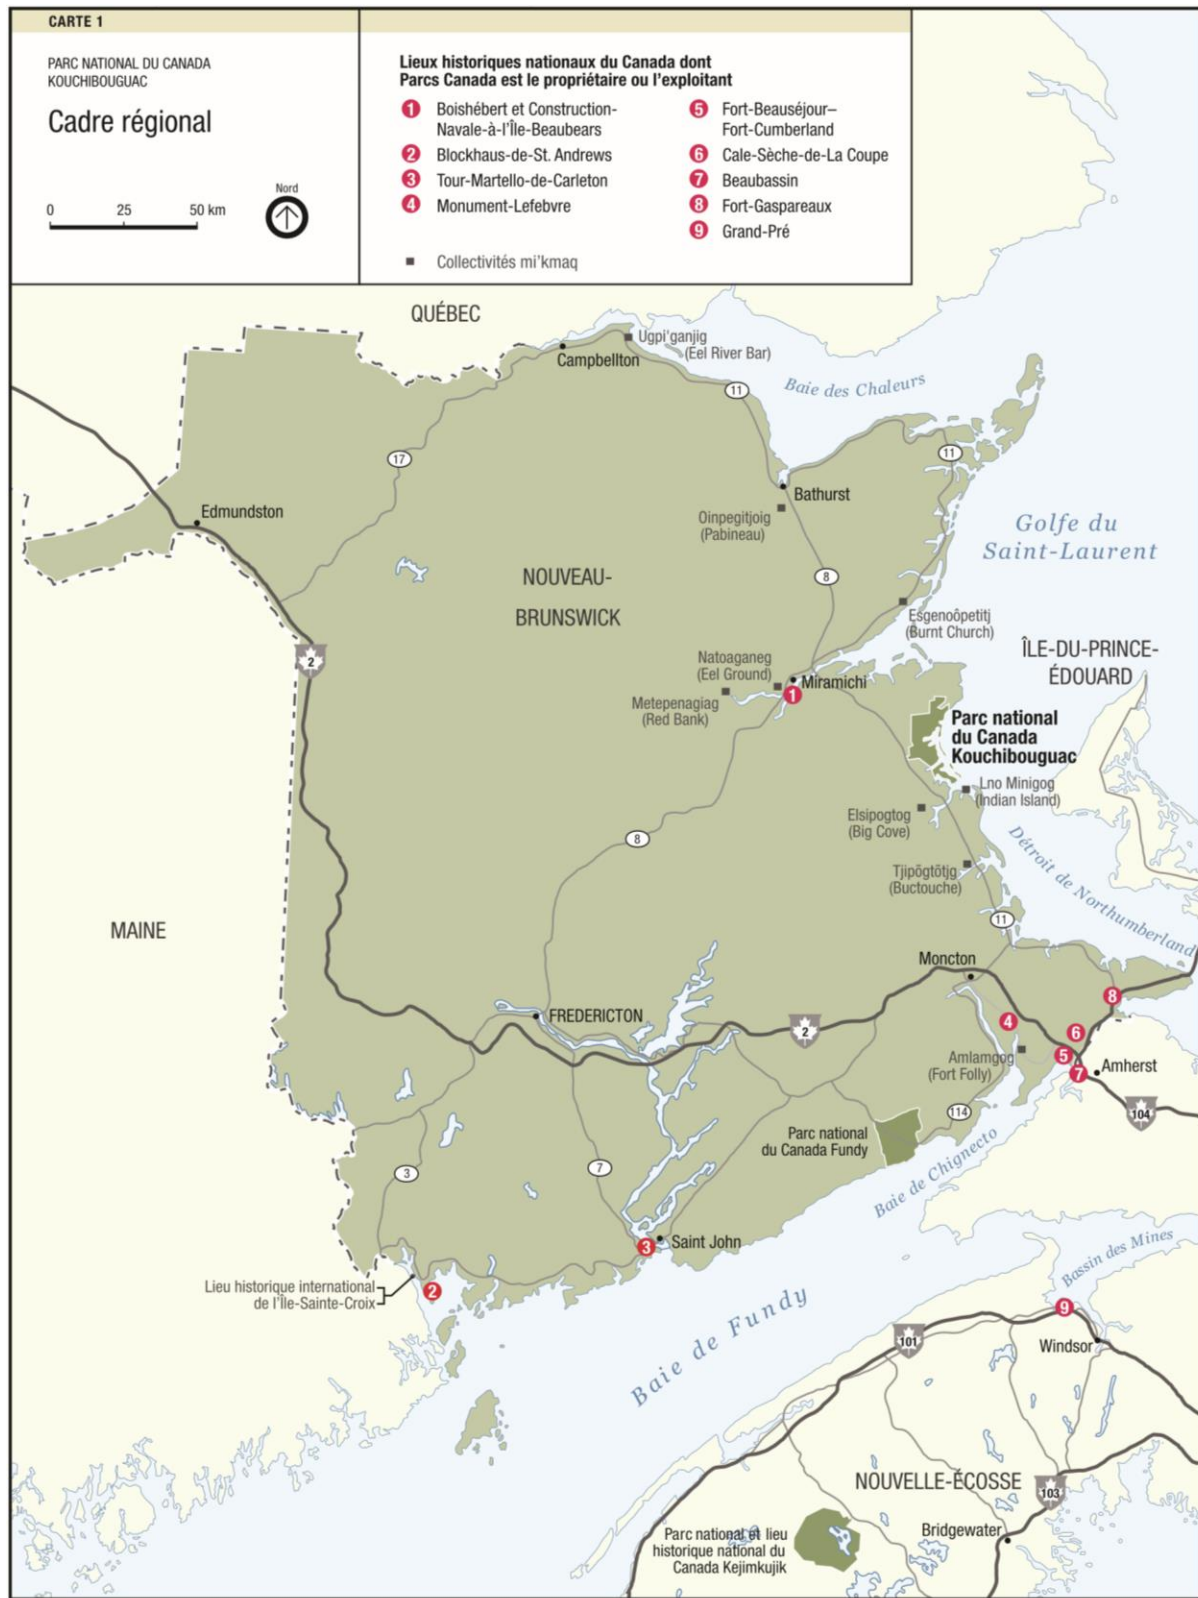 CARTE 1
PARC NATIONAL DU CANADA
KOUCHIBOUGUAC
Cadre régional
0 25 50 km
Nord
Lieux historiques nationaux du Canada dont
Parcs Canada est le propriétaire ou l'exploitant
1 Boishébert et Construction-
Navale-à-l'Île-Beaubears
2 Blockhaus-de-St. Andrews
3 Tour-Martello-de-Carleton
4 Monument-Lefebvre
5 Fort-Beauséjour–
Fort-Cumberland
6 Cale-Sèche-de-La Coupe
7 Beaubassin
8 Fort-Gaspareaux
9 Grand-Pré
Collectivités mi'kmaq
QUÉBEC
Ugpi'ganjig
(Eel River Bar)
Campbellton
Baie des Chaleurs
11
17
11
Bathurst
Edmundston
Oinpegitjoig
(Pabineau)
Golfe du
Saint-Laurent
NOUVEAU-
BRUNSWICK
8
Esgenoôpetitj
(Burnt Church)
2
ÎLE-DU-PRINCE-
ÉDOUARD
Natoaganeg
(Eel Ground)
Miramichi
1
Metepenagiag
(Red Bank)
Parc national
du Canada
Kouchibouguac
Lno Minigog
(Indian Island)
Elsipogtog
(Big Cove)
8
Tjipõgtõtjg
(Buctouche)
Détroit de Northumberland
11
MAINE
Moncton
8
FREDERICTON
2
4
6
5
7
Amlamgog
(Fort Folly)
Amherst
104
114
Parc national
du Canada Fundy
Baie de Chignecto
3
7
3
Saint John
Bassin des Mines
Lieu historique international
de l'Île-Sainte-Croix
2
Baie de Fundy
9
101
Windsor
NOUVELLE-ÉCOSSE
103
Bridgewater
Parc national et lieu
historique national du
Canada Kejimkujik